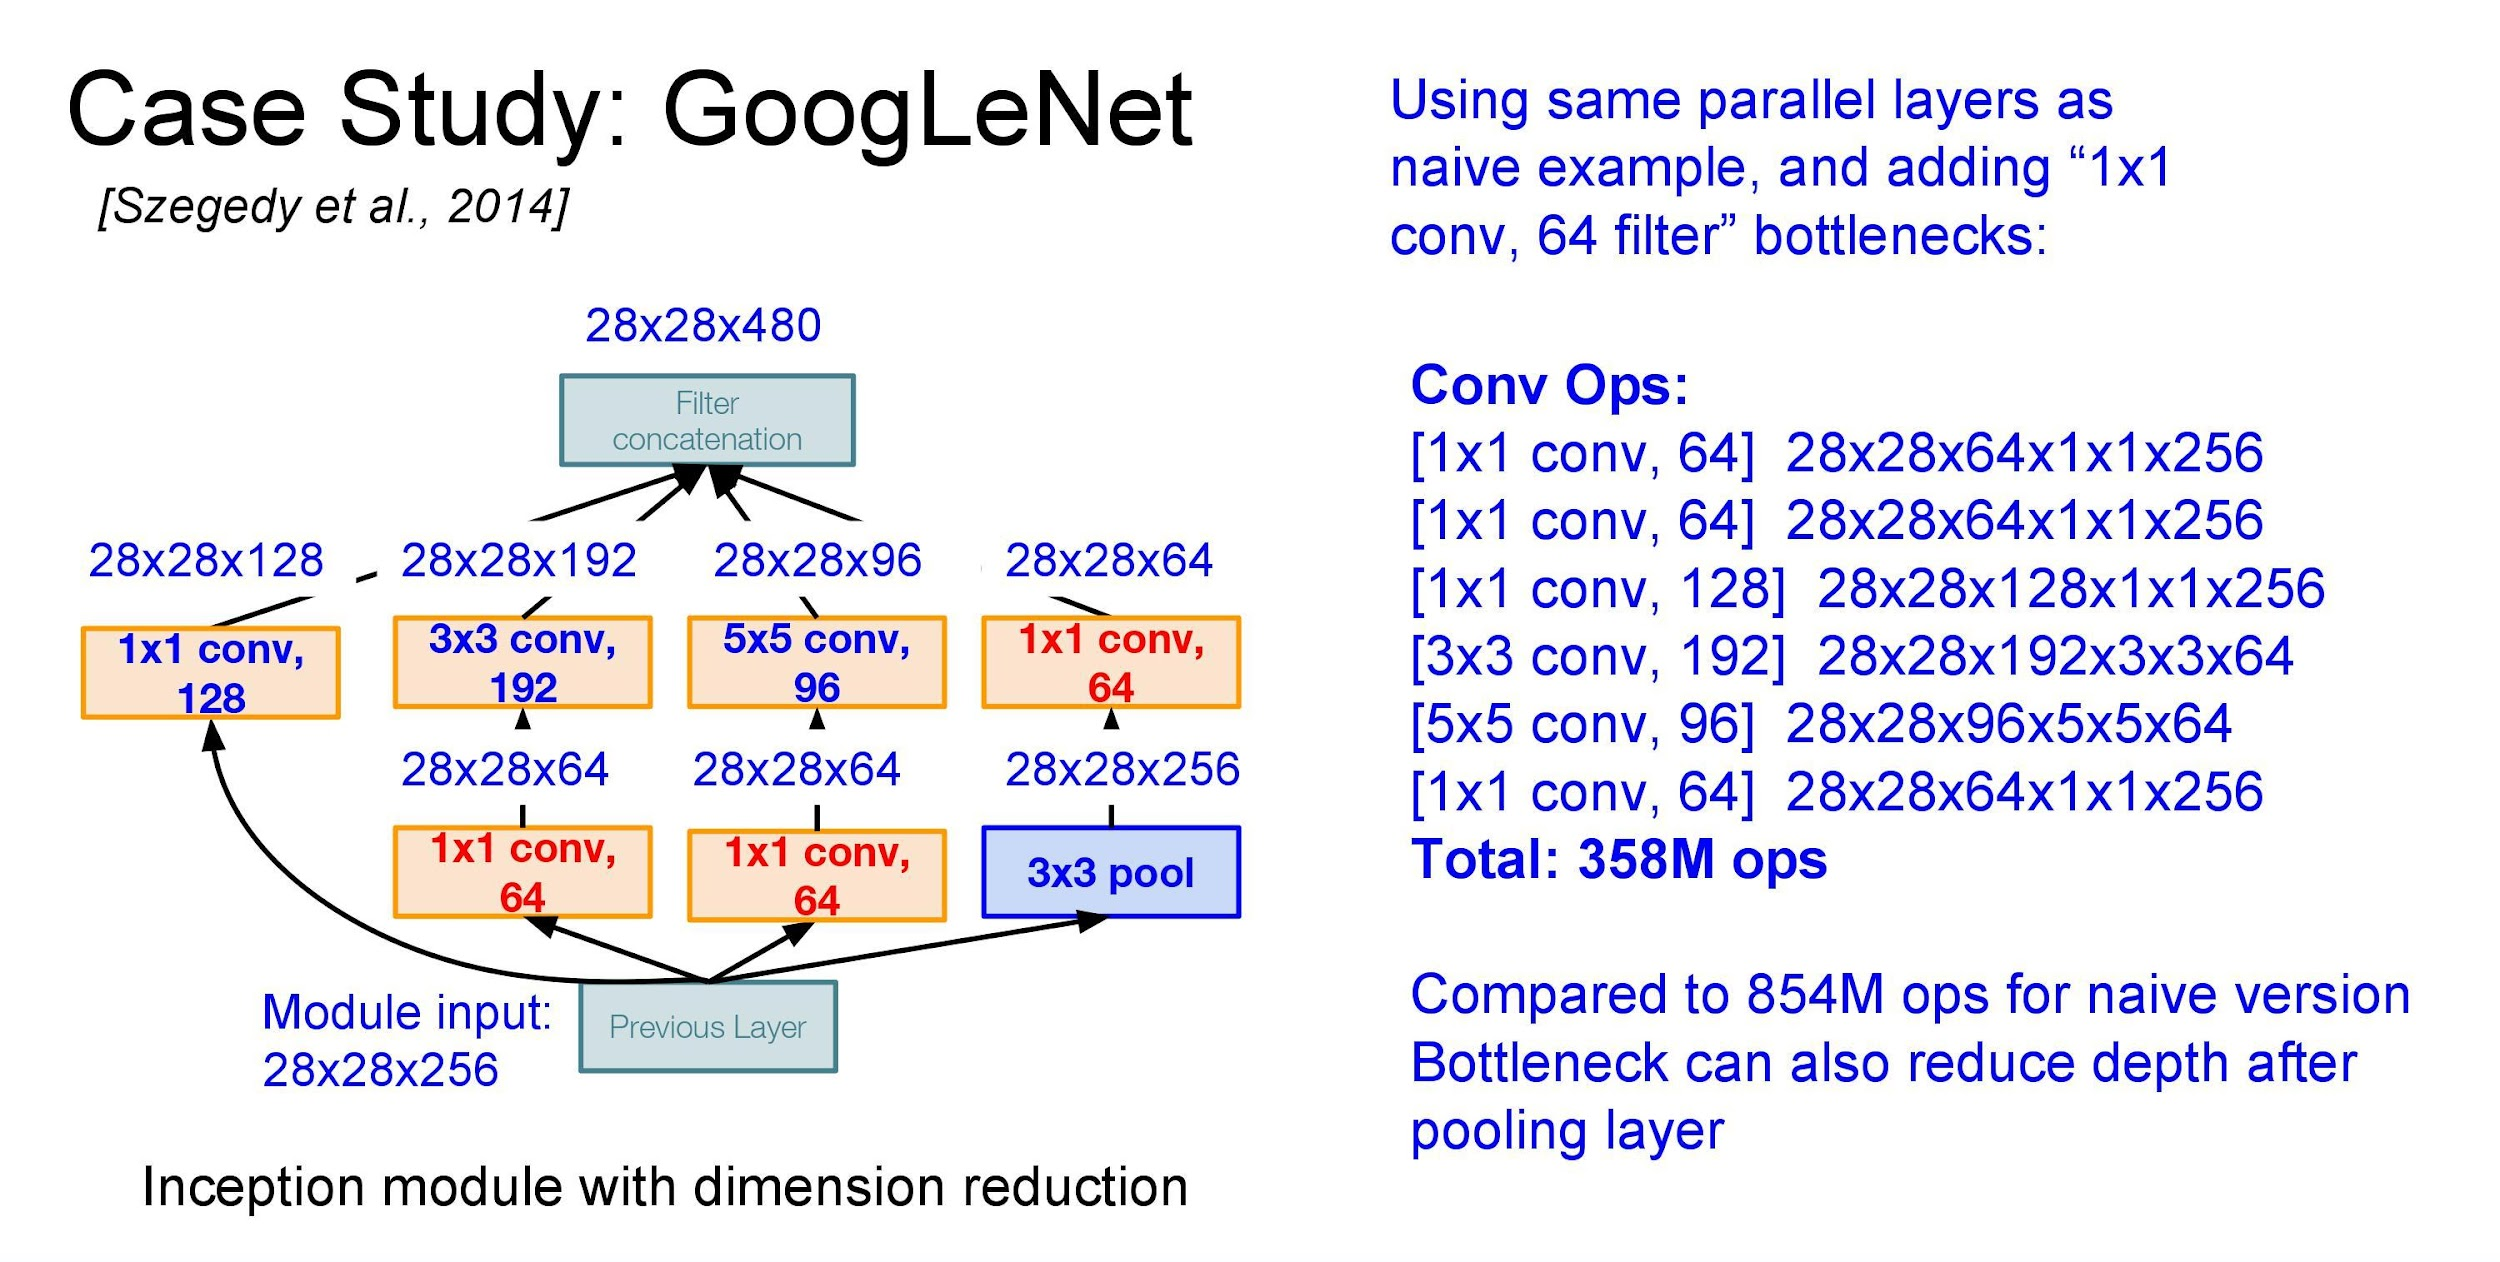 Case Study: GoogLeNet
[Szegedy et al., 2014]
28x28x480
Filter
concatenation
28x28x128 28x28x192 28x28x96 28x28x64
1x1 conv,
128
3x3 conv,
192
5x5 conv,
96
1x1 conv,
64
28x28x64 28x28x64 28x28x256
1x1 conv,
64
1x1 conv,
64
3x3 pool
Module input:
28x28x256
Previous Layer
Inception module with dimension reduction
Using same parallel layers as
naive example, and adding “1x1
conv, 64 filter” bottlenecks:
Conv Ops:
[1x1 conv, 64] 28x28x64x1x1x256
[1x1 conv, 64] 28x28x64x1x1x256
[1x1 conv, 128] 28x28x128x1x1x256
[3x3 conv, 192] 28x28x192x3x3x64
[5x5 conv, 96] 28x28x96x5x5x64
[1x1 conv, 64] 28x28x64x1x1x256
Total: 358M ops
Compared to 854M ops for naive version
Bottleneck can also reduce depth after
pooling layer